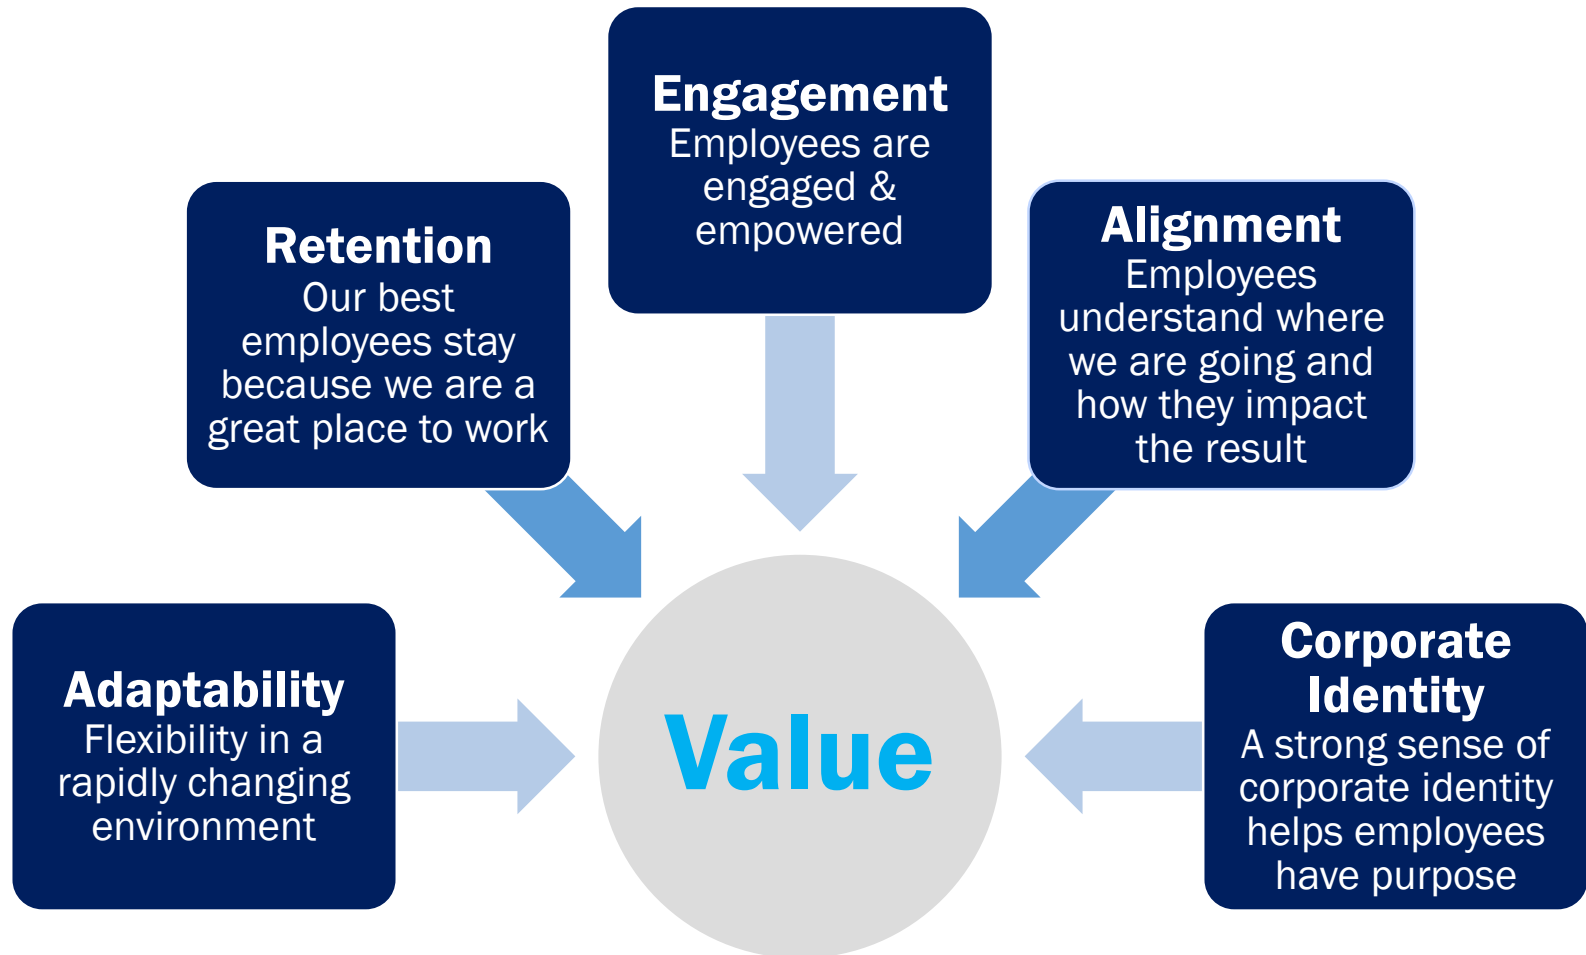 Engagement
Employees are
engaged &
empowered
Retention
Our best
employees stay
because we are a
great place to work
Alignment
Employees
understand where
we are going and
how they impact
the result
Adaptability
Flexibility in a
rapidly changing
environment
Value
Corporate
Identity
A strong sense of
corporate identity
helps employees
have purpose